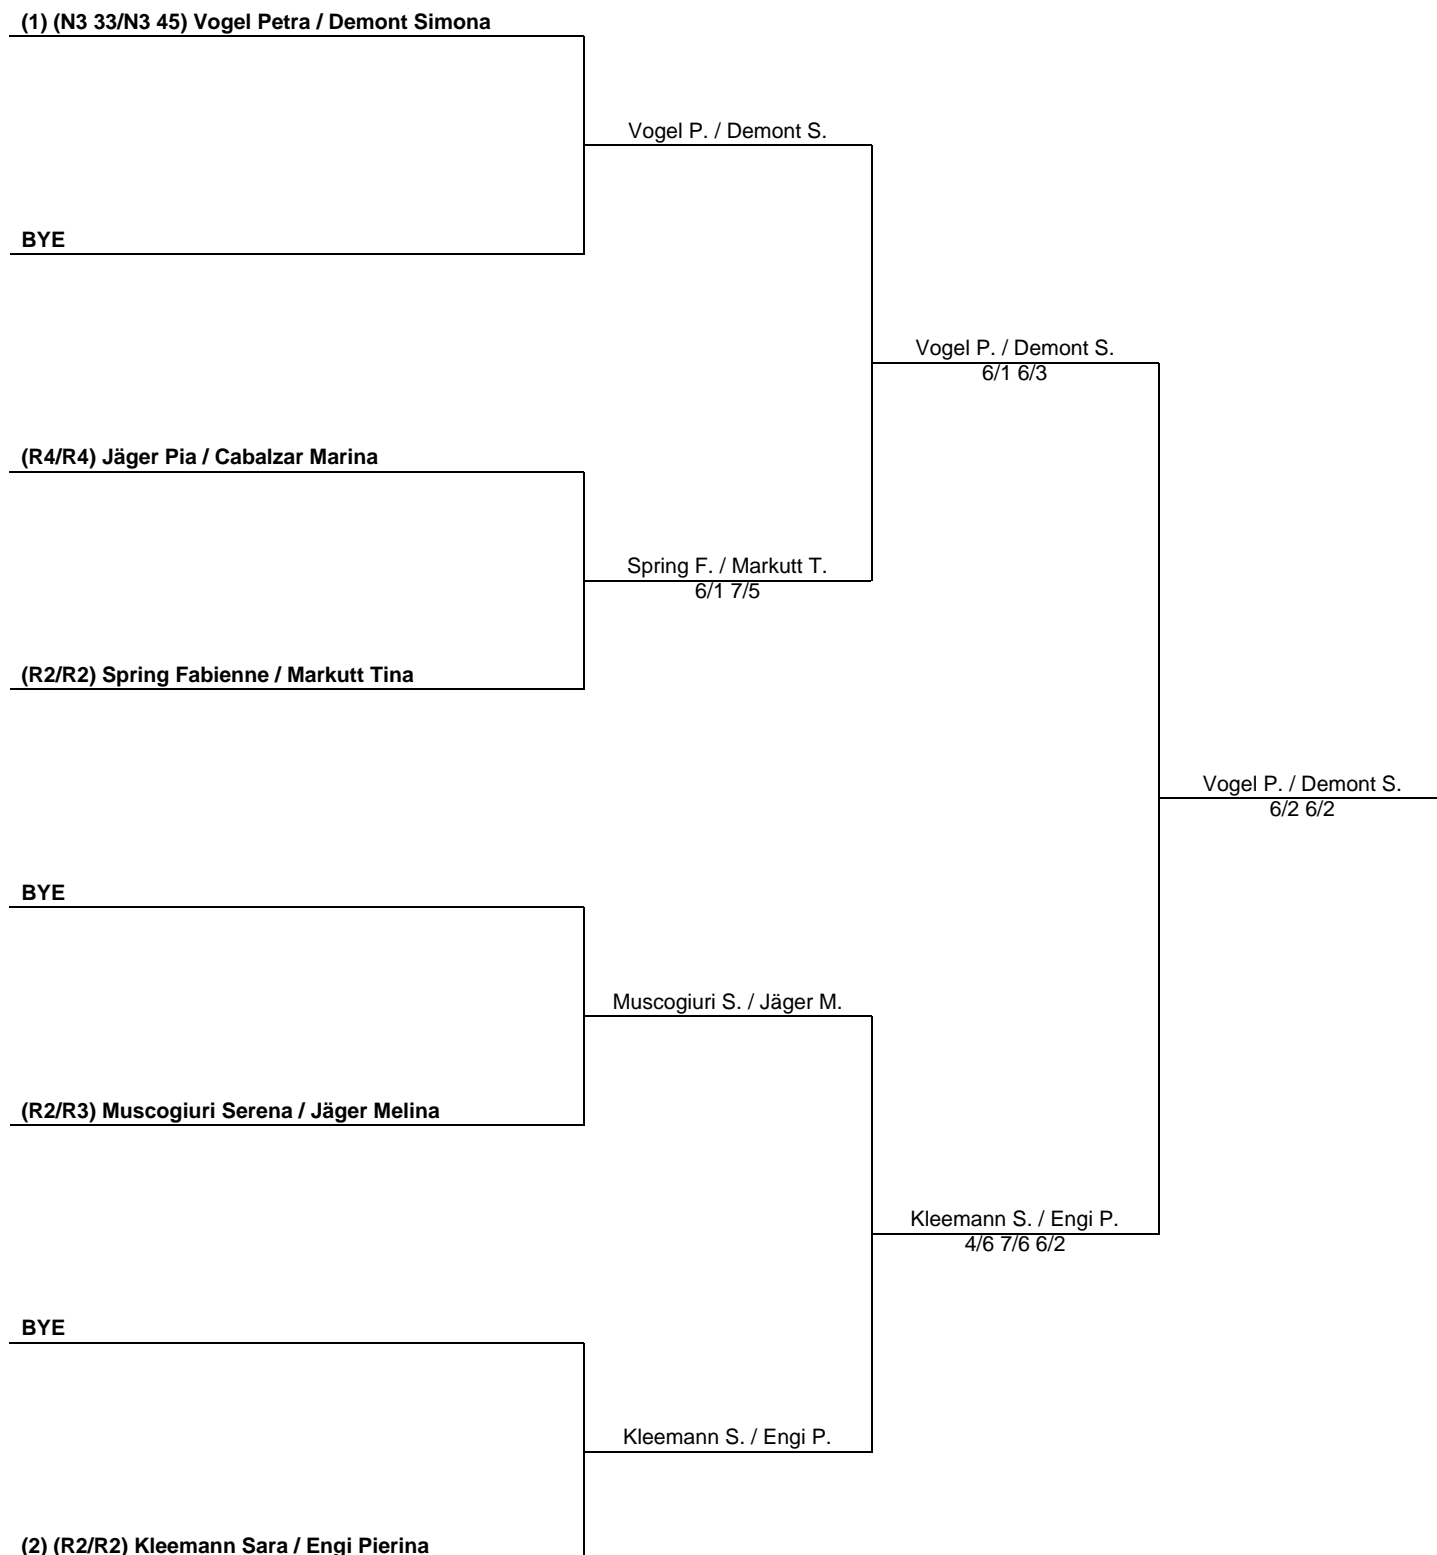 (1) (N3 33/N3 45) Vogel Petra / Demont Simona
Vogel P. / Demont S.
BYE
Vogel P. / Demont S.
6/1 6/3
(R4/R4) Jäger Pia / Cabalzar Marina
Spring F. / Markutt T.
6/1 7/5
(R2/R2) Spring Fabienne / Markutt Tina
Vogel P. / Demont S.
6/2 6/2
BYE
Muscogiuri S. / Jäger M.
(R2/R3) Muscogiuri Serena / Jäger Melina
Kleemann S. / Engi P.
4/6 7/6 6/2
BYE
Kleemann S. / Engi P.
(2) (R2/R2) Kleemann Sara / Engi Pierina